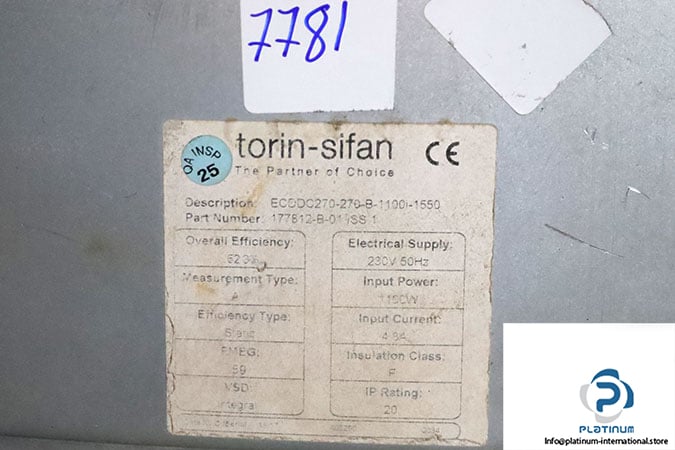 7781
QA INSP
25
torin-sifan
CE
The Partner of Choice
Description: ECDDC270-270-B-1100i-1550
Part Number: 177812-B-01 ISS 1
Overall Efficiency:
Measurement Type:
A
Efficiency Type:
Static
FMEG:
59
VSD:
Integral
Electrical Supply:
230V 50Hz
Input Power:
1150W
Input Current:
4.8A
Insulation Class:
F
IP Rating:
20
PLATINUM
Info@platinum-international.store